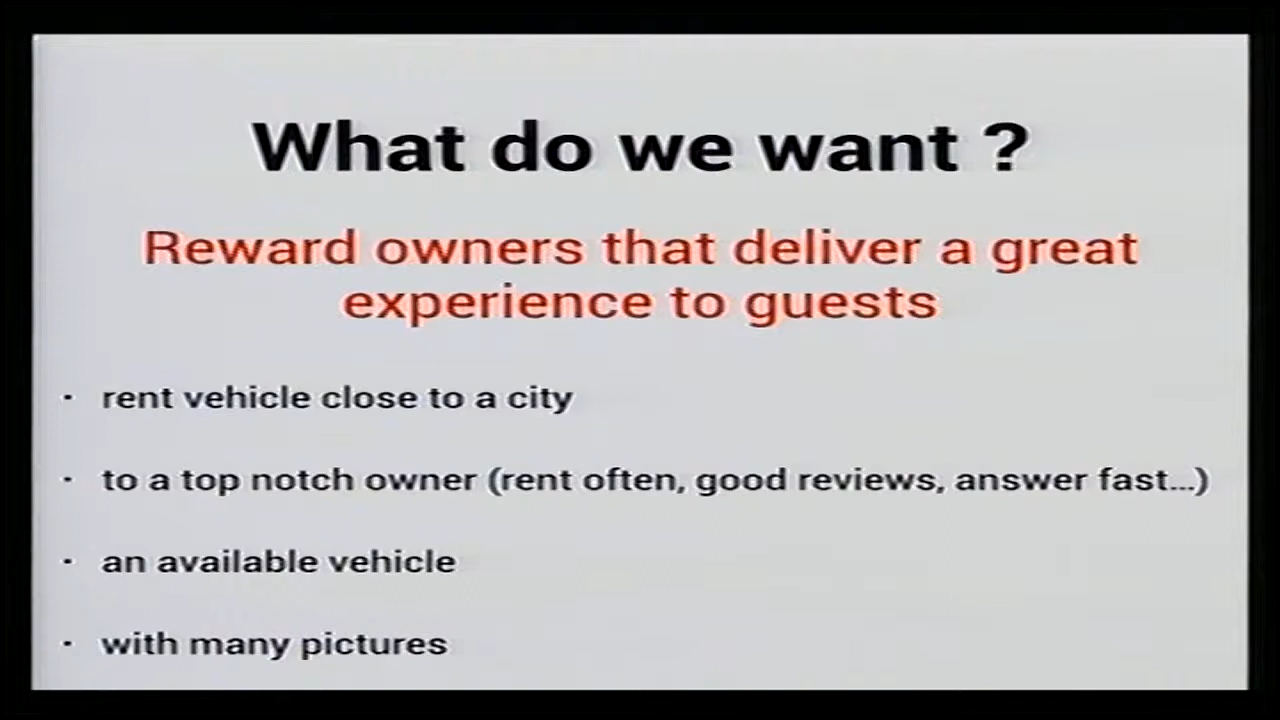 What do we want ?
Reward owners that deliver a great
experience to guests
· rent vehicle close to a city
· to a top notch owner (rent often, good reviews, answer fast...)
· an available vehicle
· with many pictures